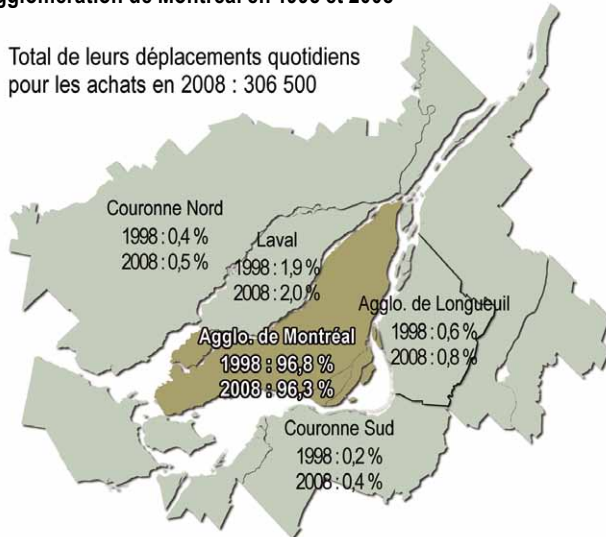 gglomération de Montréal en 1998 et 2008
Total de leurs déplacements quotidiens
pour les achats en 2008 : 306 500
Couronne Nord
1998 : 0,4 %
2008 : 0,5 %
Laval
1998 : 1,9 %
2008 : 2,0 %
Agglo. de Longueuil
1998 : 0,6 %
2008 : 0,8 %
Agglo. de Montréal
1998 : 96,8 %
2008 : 96,3 %
Couronne Sud
1998 : 0,2 %
2008 : 0,4 %